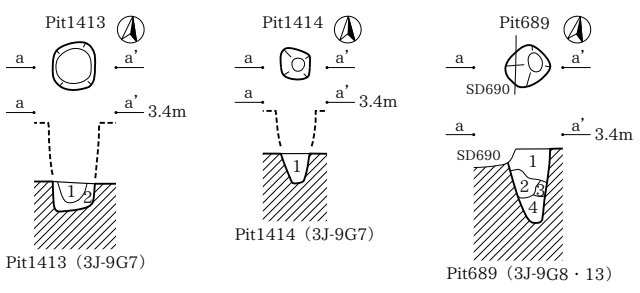 Pit1413
a a’
a a’ 3.4m
1 2
Pit1413（3J-9G7）
Pit1414
a a’
a a’ 3.4m
1
Pit1414（3J-9G7）
Pit689
a a’
SD690
a a’ 3.4m
SD690
1
2 3
4
Pit689（3J-9G8・13）